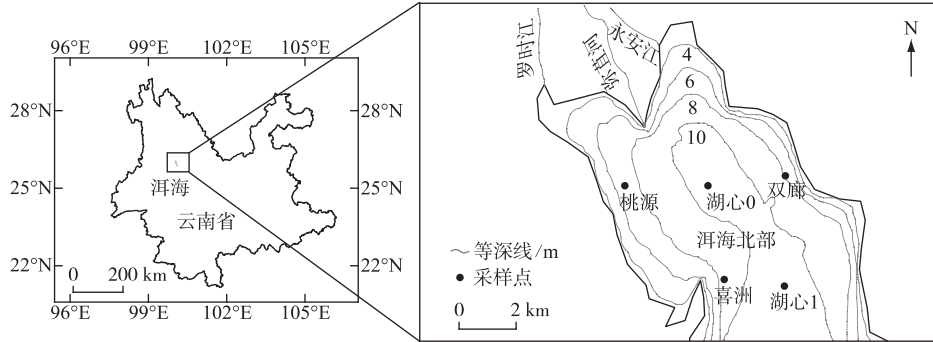 96°E 99°E 102°E 105°E
28°N 28°N
25°N 25°N
22°N 22°N
洱海
云南省
0 200 km
96°E 99°E 102°E 105°E
罗时江
弥苴河
永安江
N
4
6
8
10
桃源
湖心0
双廊
洱海北部
等深线/m
采样点
喜洲
湖心1
0 2 km